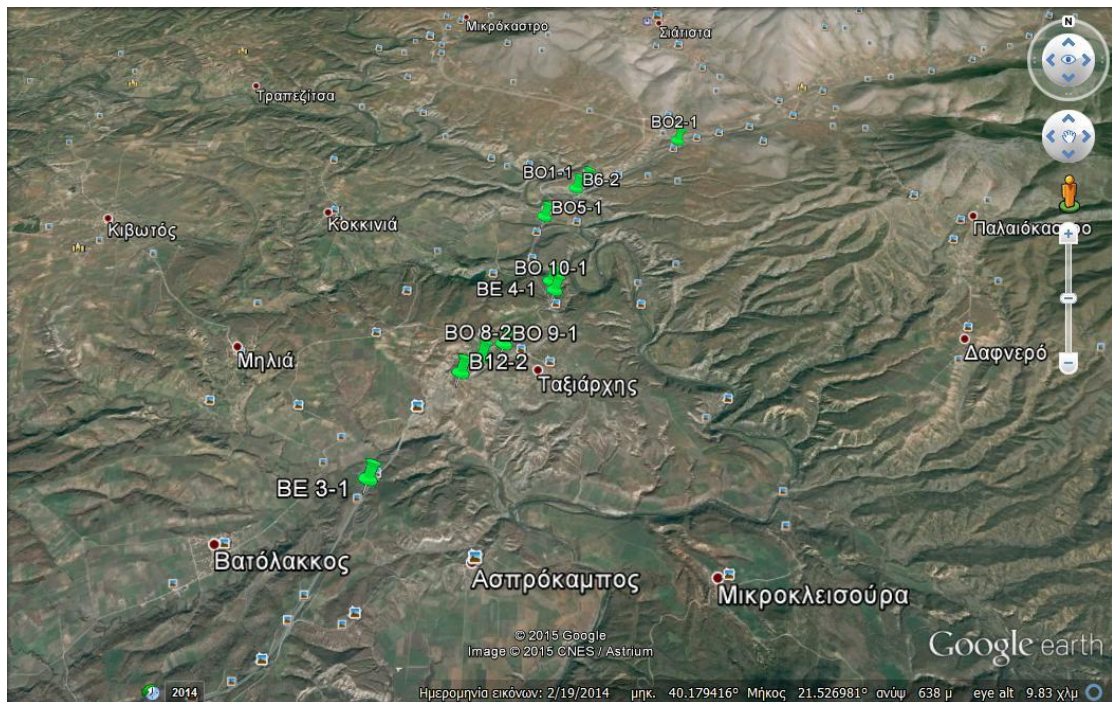 Μικρόκαστρο
Σιάτιστα
N
Τραπεζίτσα
BO2-1
BO1-1
B6-2
BO5-1
Κιβωτός
Κοκκινιά
Παλαιόκαστρο
BO 10-1
BE 4-1
BO 8-2
BO 9-1
B12-2
Μηλιά
Ταξιάρχης
Δαφνερό
BE 3-1
Βατόλακκος
Ασπρόκαμπος
Μικροκλεισούρα
© 2015 Google
Image © 2015 CNES / Astrium
Google earth
2014
Ημερομηνία εικόνων: 2/19/2014 μηκ. 40.179416° Μήκος 21.526981° ανύψ 638 μ eye alt 9.83 χλμ